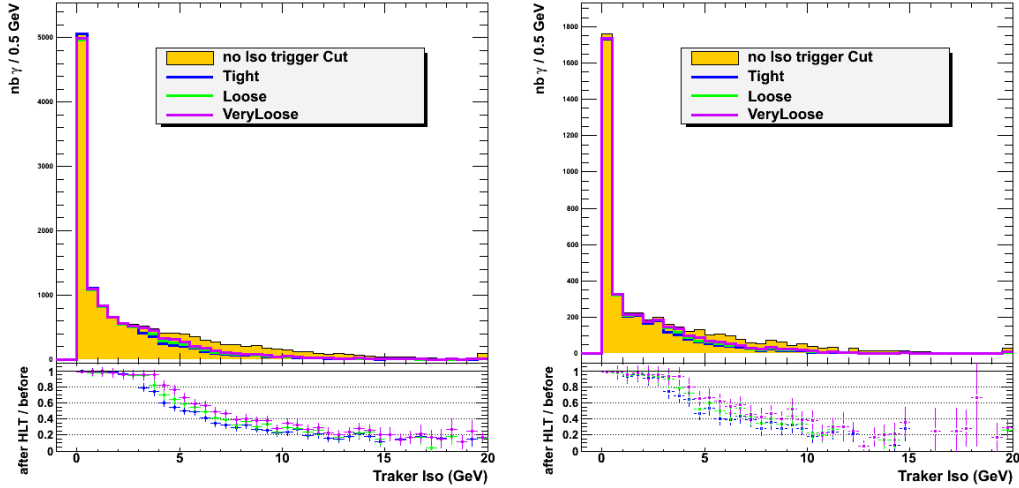 nb γ / 0.5 GeV
5000
4000
3000
2000
1000
0
no Iso trigger Cut
Tight
Loose
VeryLoose
after HLT / before
1
0.8
0.6
0.4
0.2
0 5 10 15 20
Traker Iso (GeV)
nb γ / 0.5 GeV
1800
1600
1400
1200
1000
800
600
400
200
0
no Iso trigger Cut
Tight
Loose
VeryLoose
after HLT / before
1
0.8
0.6
0.4
0.2
0 5 10 15 20
Traker Iso (GeV)